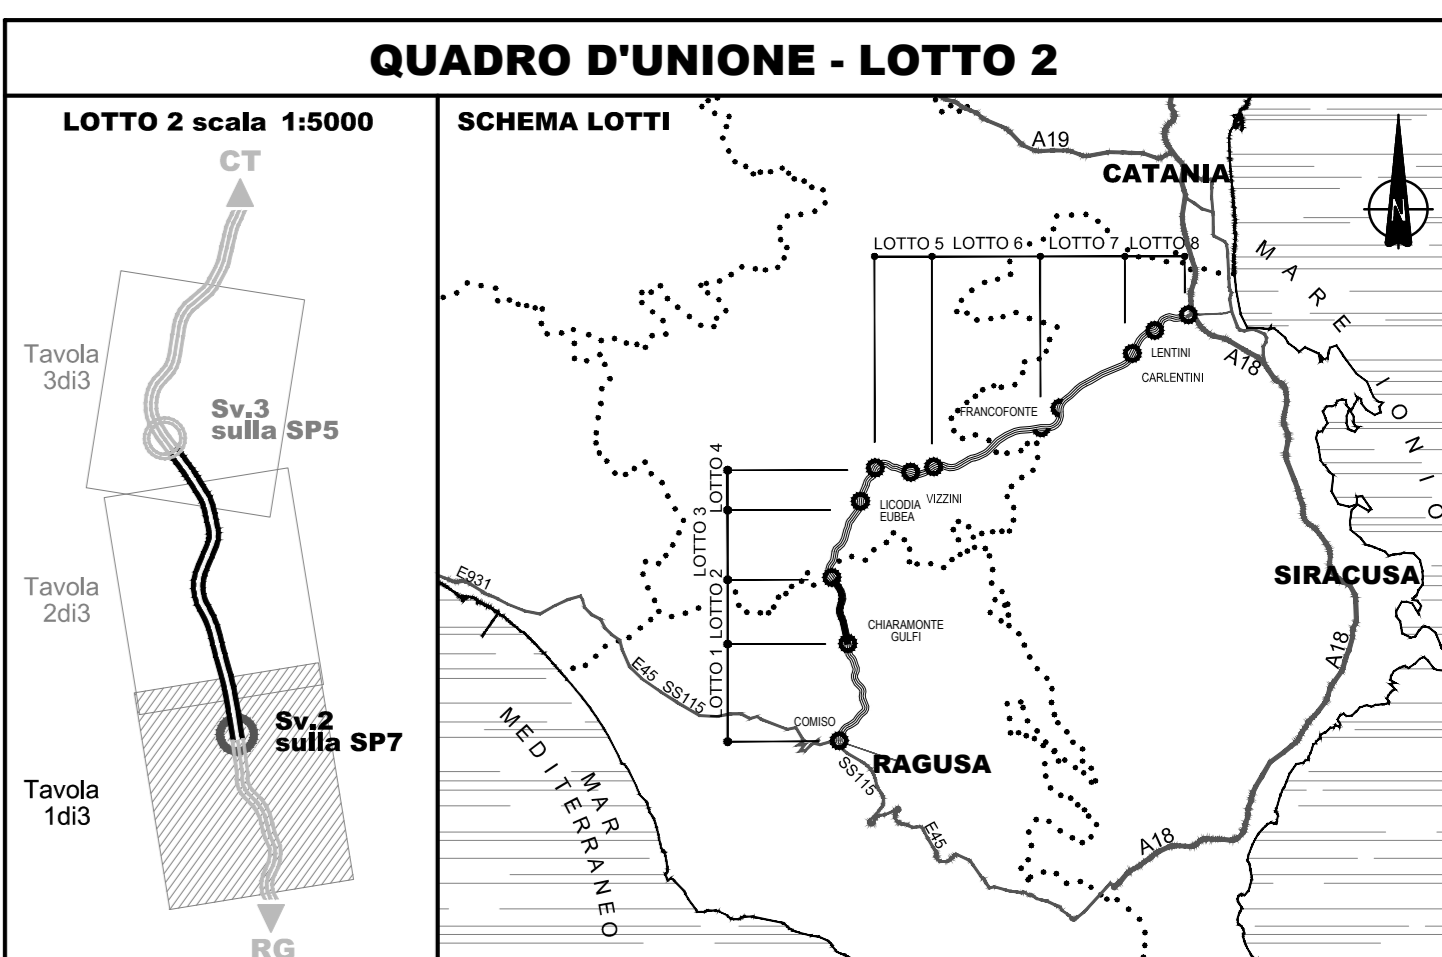 QUADRO D'UNIONE - LOTTO 2
LOTTO 2 scala 1:5000
CT
Tavola
3di3
Sv.3
sulla SP5
Tavola
2di3
Sv.2
sulla SP7
Tavola
1di3
RG
SCHEMA LOTTI
A19
CATANIA
N
LOTTO 5
LOTTO 6
LOTTO 7
LOTTO 8
MARE IONIO
LENTINI
CARLENTINI
A18
FRANCOFONTE
LOTTO 4
LOTTO 3
LOTTO 2
LOTTO 1
VIZZINI
LICODIA
EUBEA
E931
SIRACUSA
CHIARAMONTE
GULFI
A18
E45
SS115
COMISO
RAGUSA
SS115
E45
A18
MAR
MEDITERRANEO